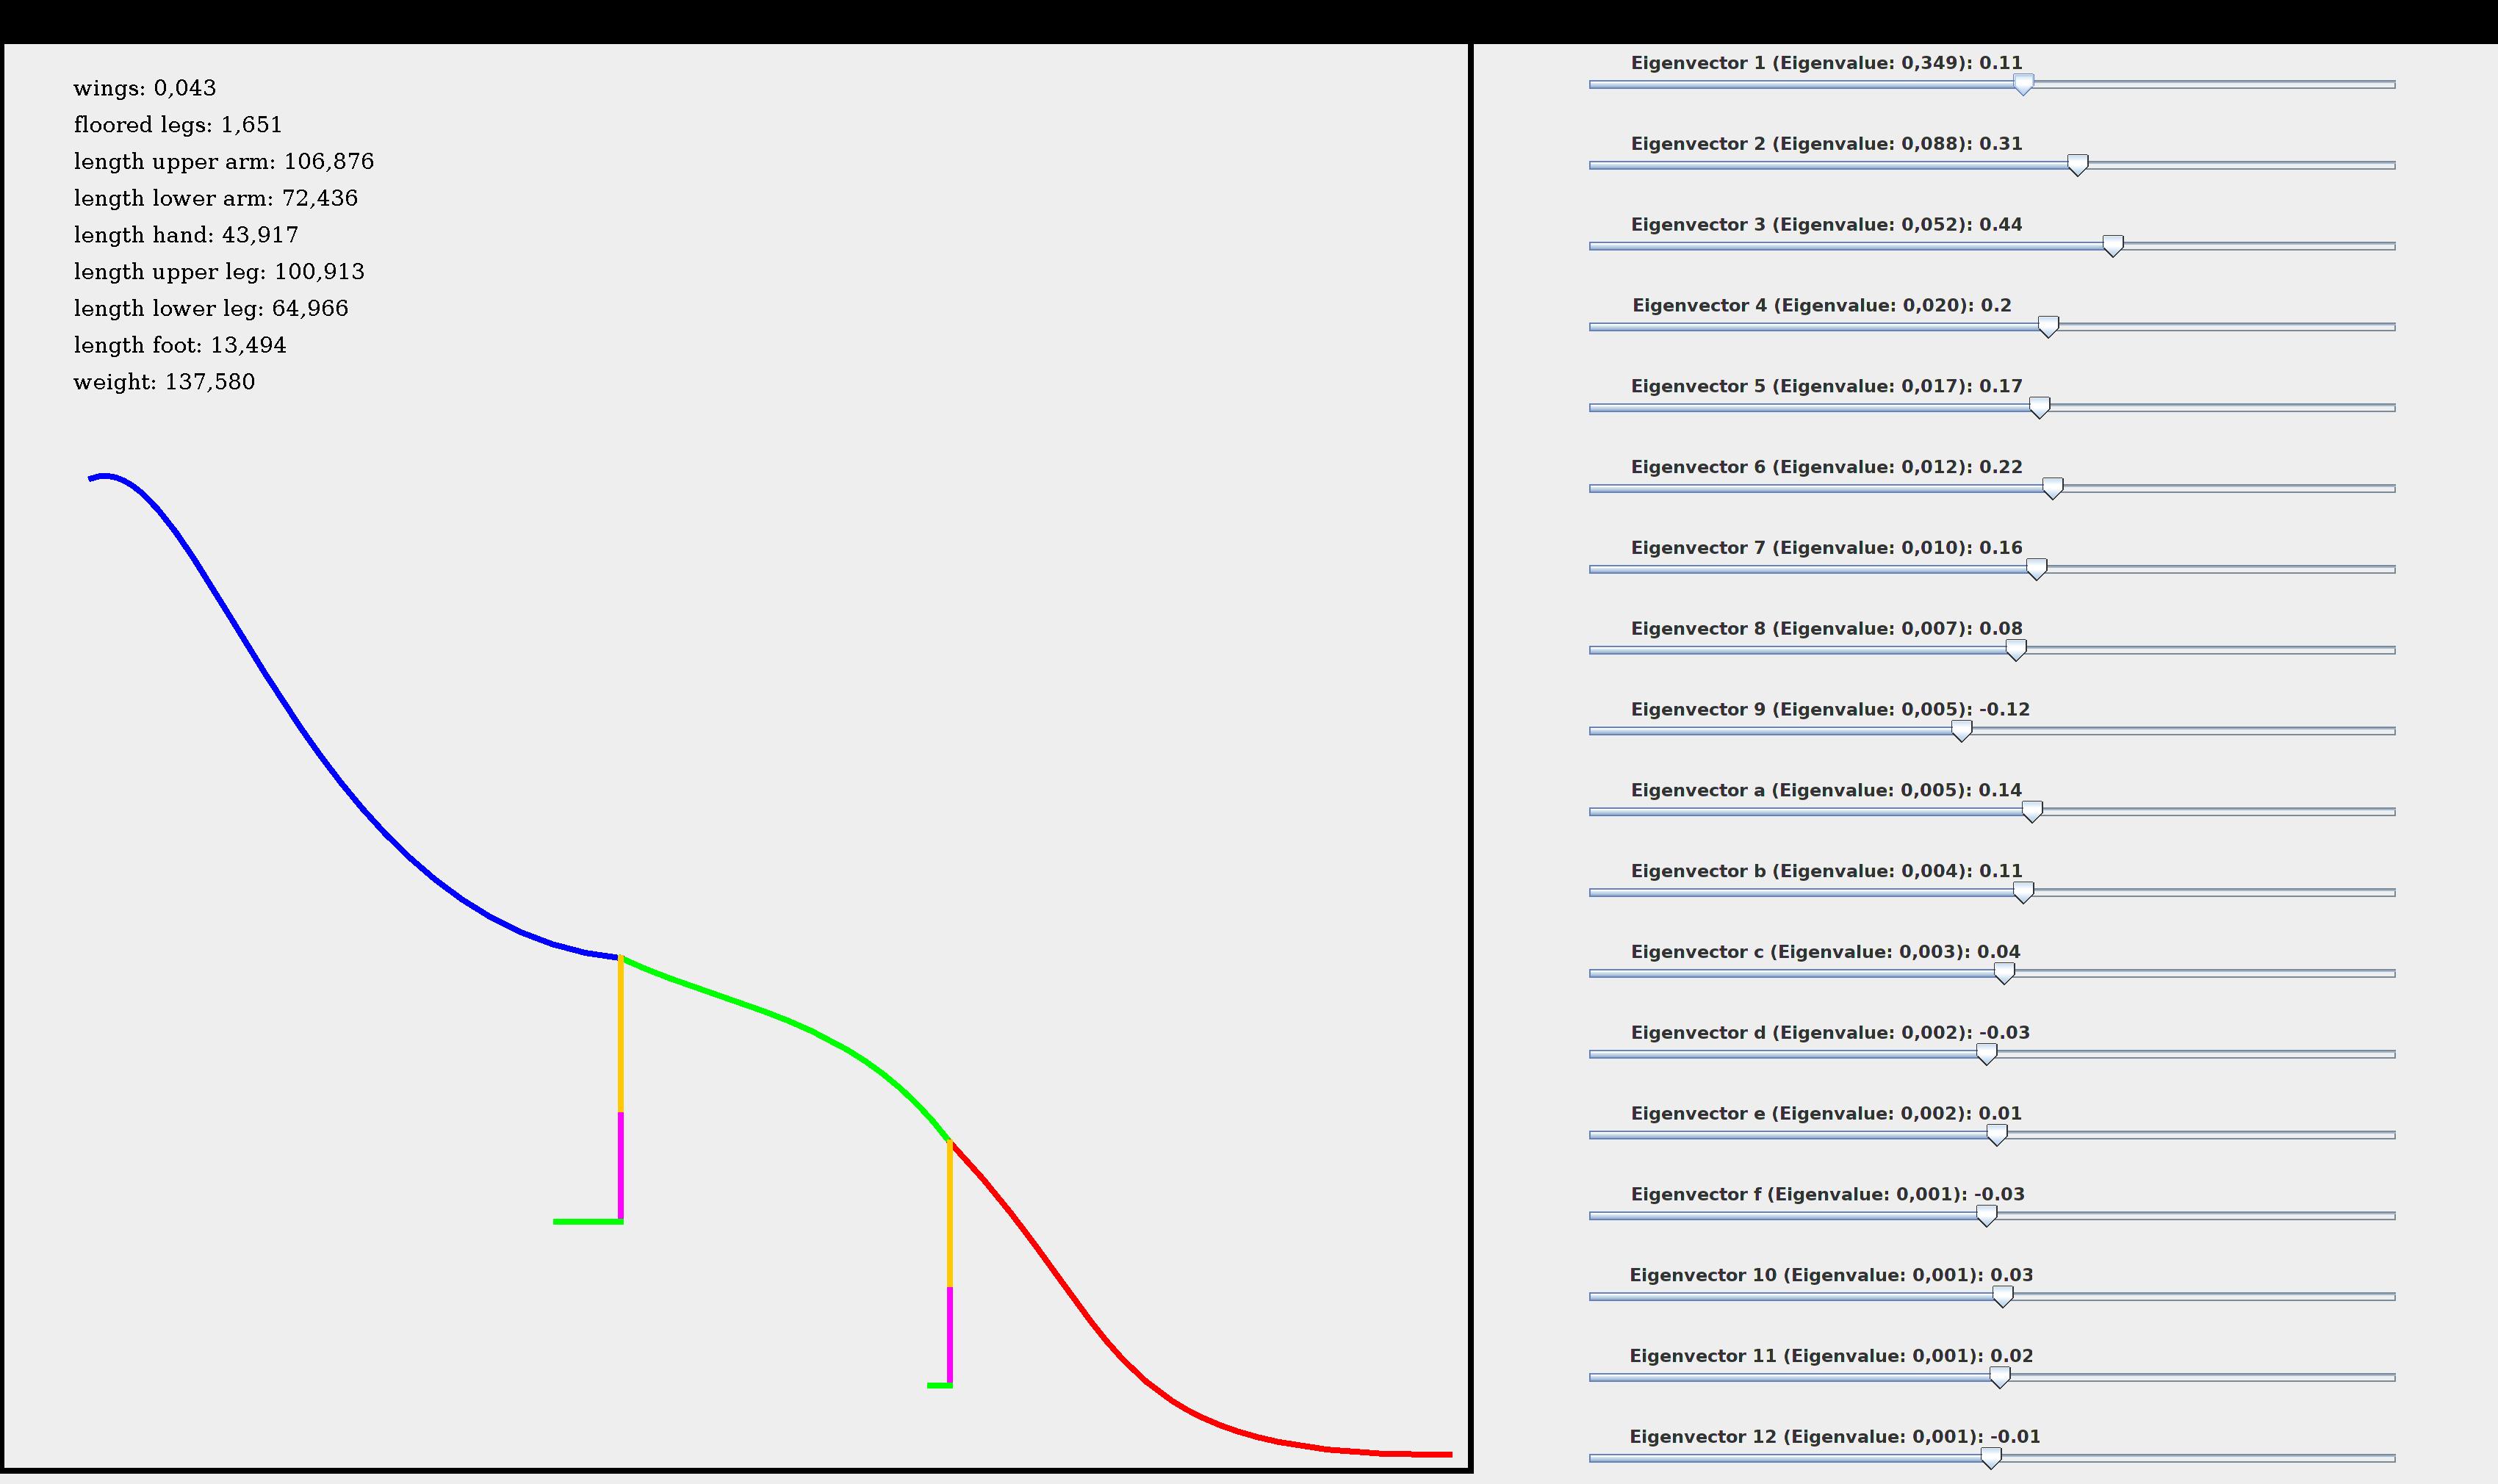 wings: 0,043
floored legs: 1,651
length upper arm: 106,876
length lower arm: 72,436
length hand: 43,917
length upper leg: 100,913
length lower leg: 64,966
length foot: 13,494
weight: 137,580
Eigenvector 1 (Eigenvalue: 0,349): 0.11
Eigenvector 2 (Eigenvalue: 0,088): 0.31
Eigenvector 3 (Eigenvalue: 0,052): 0.44
Eigenvector 4 (Eigenvalue: 0,020): 0.2
Eigenvector 5 (Eigenvalue: 0,017): 0.17
Eigenvector 6 (Eigenvalue: 0,012): 0.22
Eigenvector 7 (Eigenvalue: 0,010): 0.16
Eigenvector 8 (Eigenvalue: 0,007): 0.08
Eigenvector 9 (Eigenvalue: 0,005): -0.12
Eigenvector a (Eigenvalue: 0,005): 0.14
Eigenvector b (Eigenvalue: 0,004): 0.11
Eigenvector c (Eigenvalue: 0,003): 0.04
Eigenvector d (Eigenvalue: 0,002): -0.03
Eigenvector e (Eigenvalue: 0,002): 0.01
Eigenvector f (Eigenvalue: 0,001): -0.03
Eigenvector 10 (Eigenvalue: 0,001): 0.03
Eigenvector 11 (Eigenvalue: 0,001): 0.02
Eigenvector 12 (Eigenvalue: 0,001): -0.01